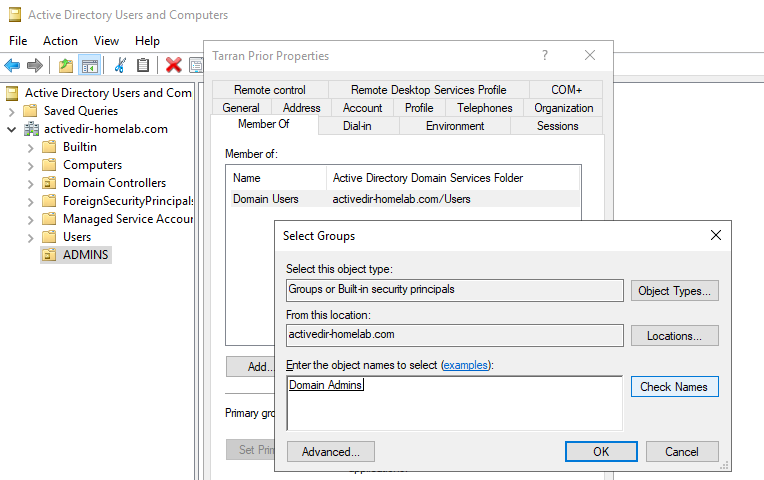 Active Directory Users and Computers
File Action View Help
Active Directory Users and Com
Saved Queries
activedir-homelab.com
Builtin
Computers
Domain Controllers
ForeignSecurityPrincipals
Managed Service Accour
Users
ADMINS
Tarran Prior Properties
?
Remote control Remote Desktop Services Profile COM+
General Address Account Profile Telephones Organization
Member Of Dial-in Environment Sessions
Member of:
Name Active Directory Domain Services Folder
Domain Users activedir-homelab.com/Users
Add...
Primary gro
Set Prim
Select Groups
Select this object type:
Groups or Built-in security principals
Object Types...
From this location:
activedir-homelab.com
Locations...
Enter the object names to select (examples):
Domain Admins
Check Names
Advanced...
OK
Cancel